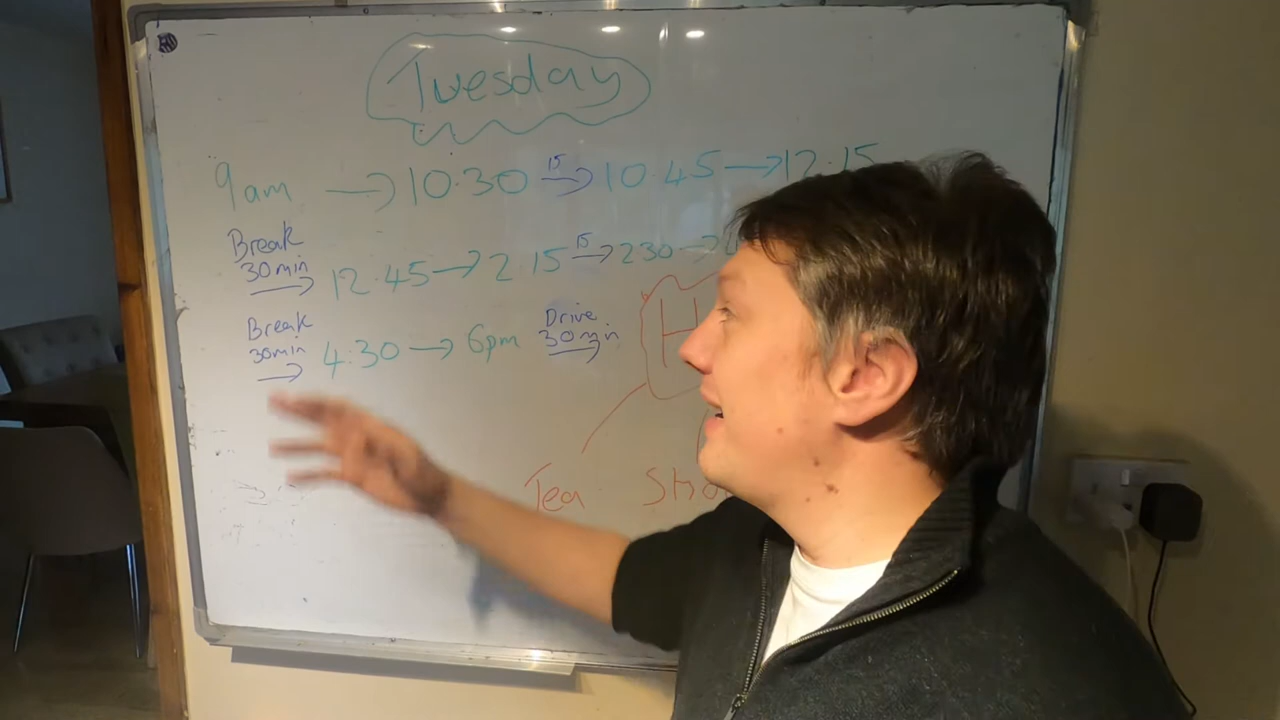 Tuesday
9am → 10.30 15 → 10.45 → 12.15
Break 30min → 12.45 → 2.15 15 → 230 →
Break 30min → 4:30 → 6pm Drive 30min →
H
Tea